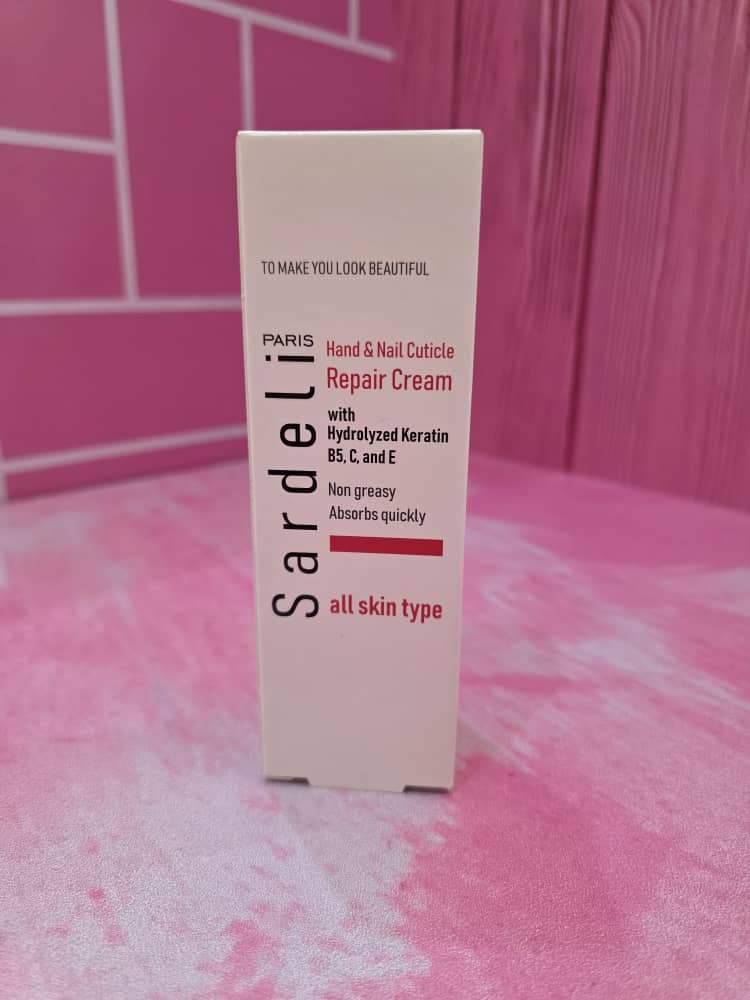 TO MAKE YOU LOOK BEAUTIFUL
PARIS
Sardeli
Hand & Nail Cuticle
Repair Cream
with
Hydrolyzed Keratin
B5, C, and E
Non greasy
Absorbs quickly
all skin type